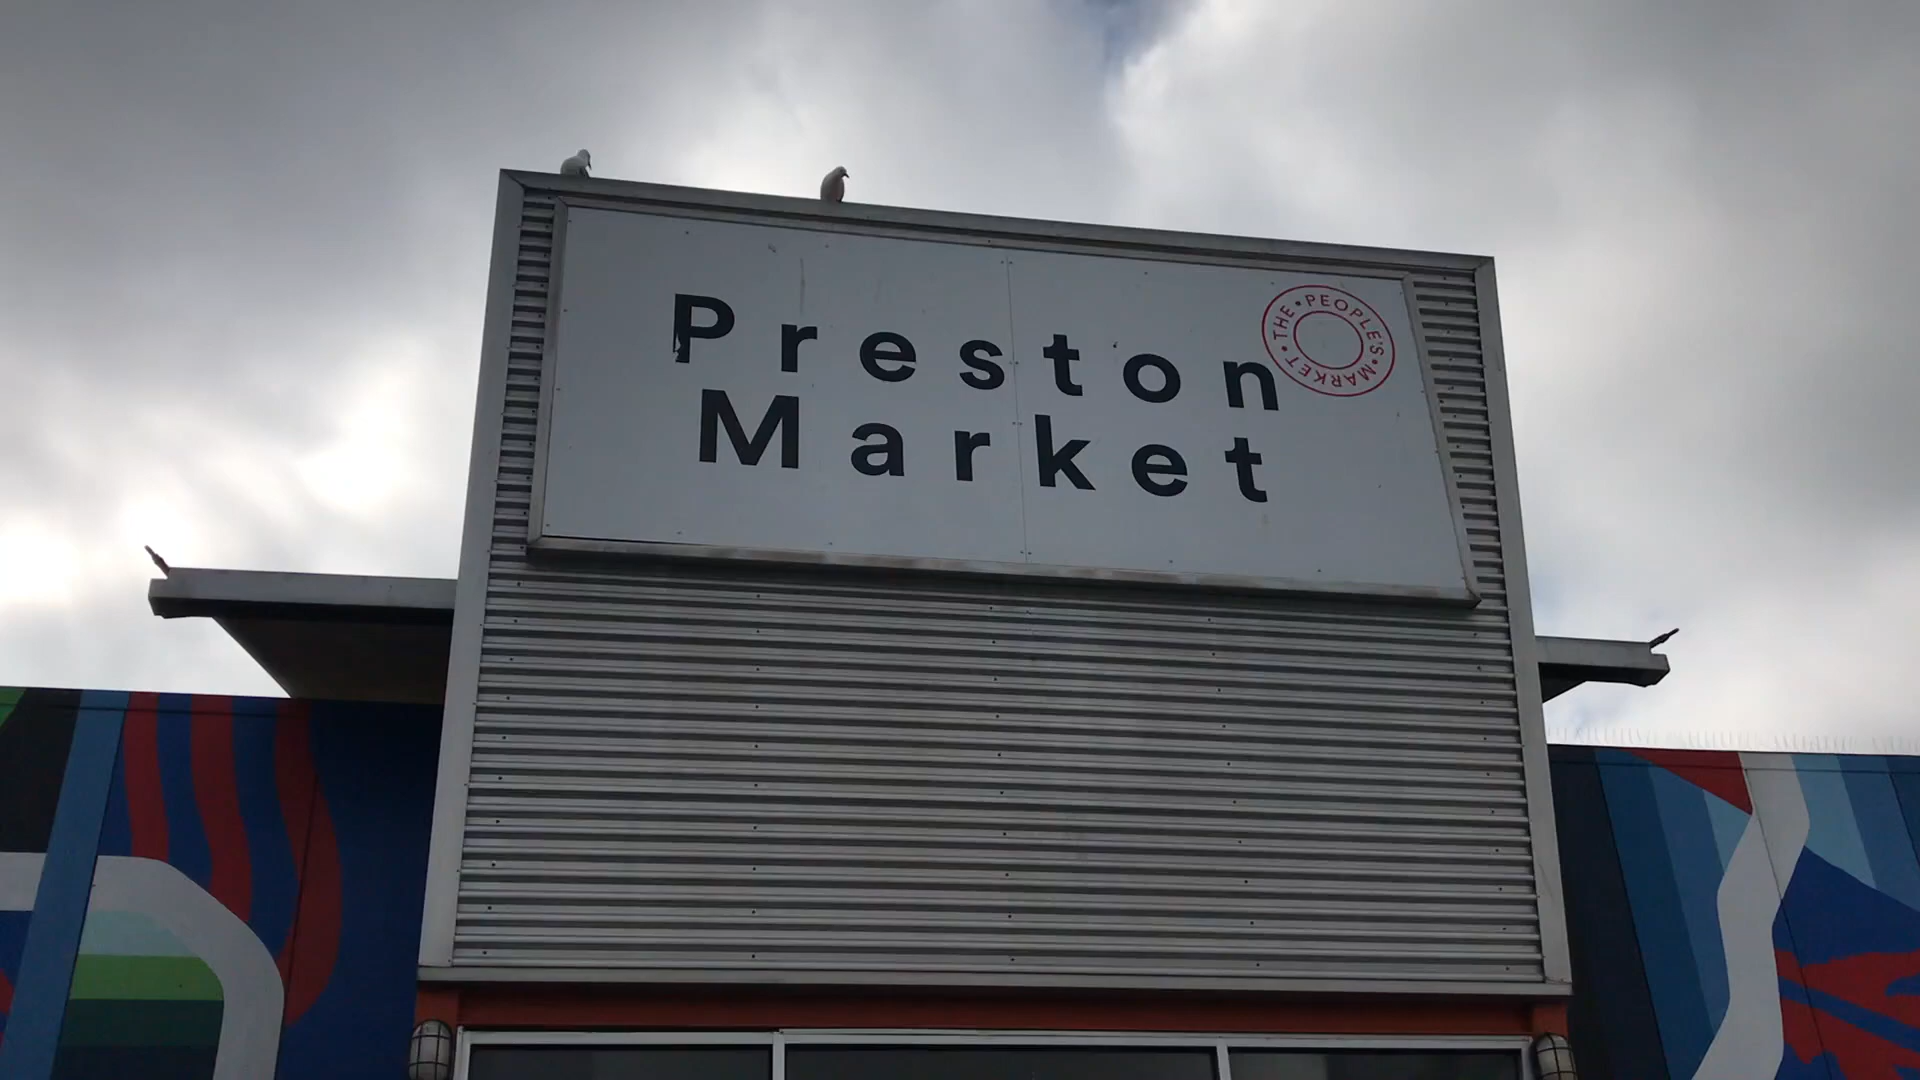 Preston
Market
THE • PEOPLE'S • MARKET •